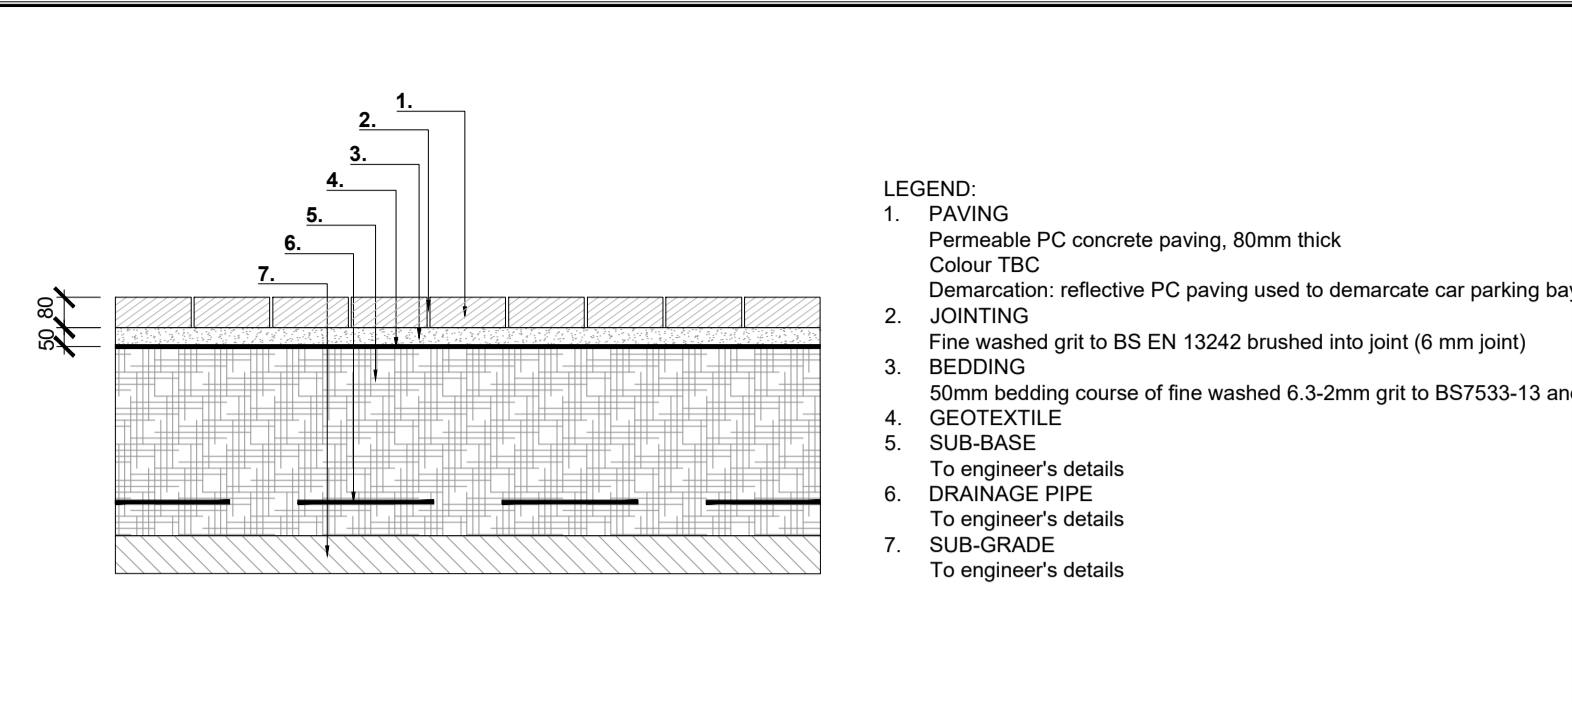 1.
2.
3.
4.
5.
6.
7.
80
50
LEGEND:
1. PAVING
Permeable PC concrete paving, 80mm thick
Colour TBC
Demarcation: reflective PC paving used to demarcate car parking
2. JOINTING
Fine washed grit to BS EN 13242 brushed into joint (6 mm joint)
3. BEDDING
50mm bedding course of fine washed 6.3-2mm grit to BS7533-13
4. GEOTEXTILE
5. SUB-BASE
To engineer's details
6. DRAINAGE PIPE
To engineer's details
7. SUB-GRADE
To engineer's details